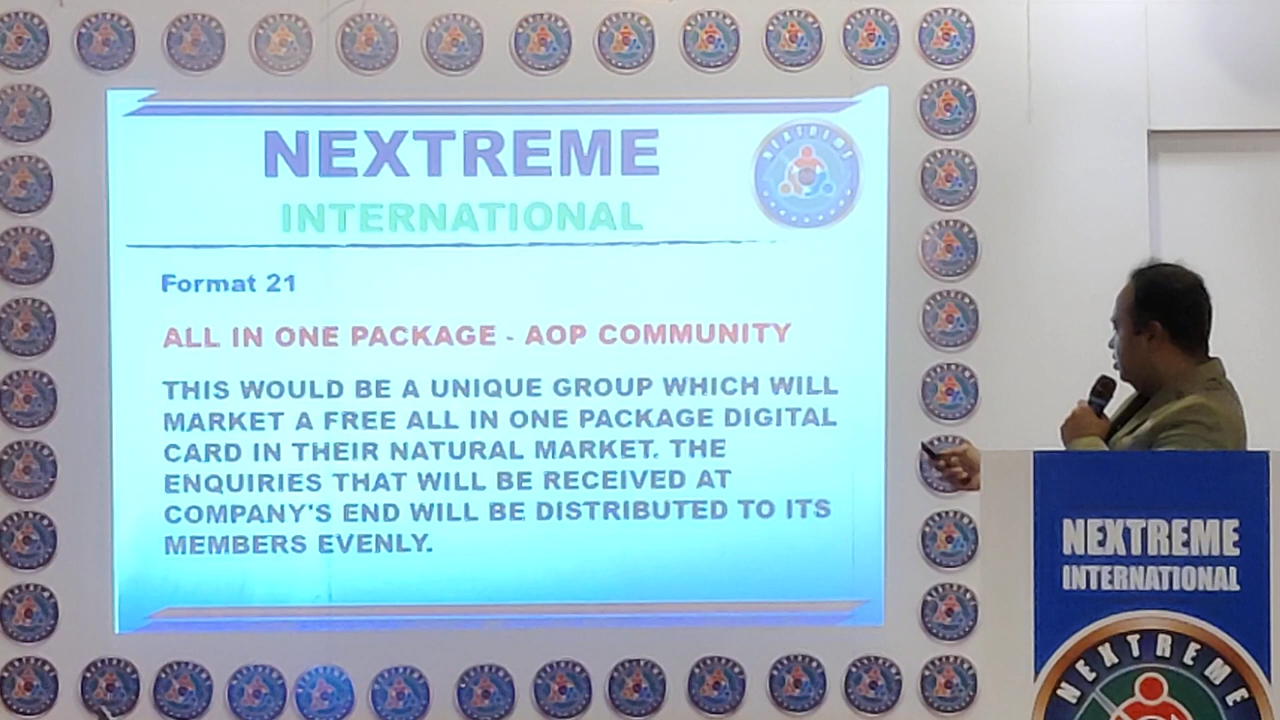 NEXTREME
INTERNATIONAL
NEXTREME
Format 21
ALL IN ONE PACKAGE - AOP COMMUNITY
THIS WOULD BE A UNIQUE GROUP WHICH WILL
MARKET A FREE ALL IN ONE PACKAGE DIGITAL
CARD IN THEIR NATURAL MARKET. THE
ENQUIRIES THAT WILL BE RECEIVED AT
COMPANY'S END WILL BE DISTRIBUTED TO ITS
MEMBERS EVENLY.
NEXTREME
INTERNATIONAL
NEXTREME